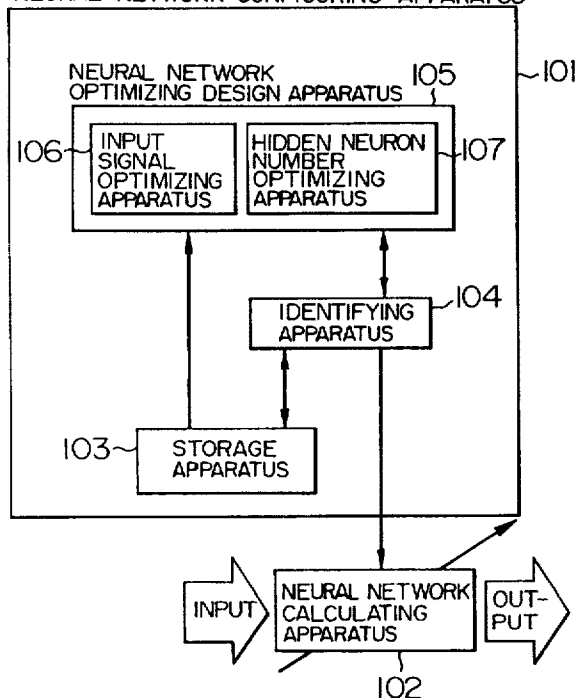 NEURAL NETWORK CONFIGURING APPARATUS
101
NEURAL NETWORK
OPTIMIZING DESIGN APPARATUS
105
106
INPUT
SIGNAL
OPTIMIZING
APPARATUS
HIDDEN NEURON
NUMBER
OPTIMIZING
APPARATUS
107
104
IDENTIFYING
APPARATUS
103
STORAGE
APPARATUS
INPUT
NEURAL NETWORK
CALCULATING
APPARATUS
OUT-
PUT
102